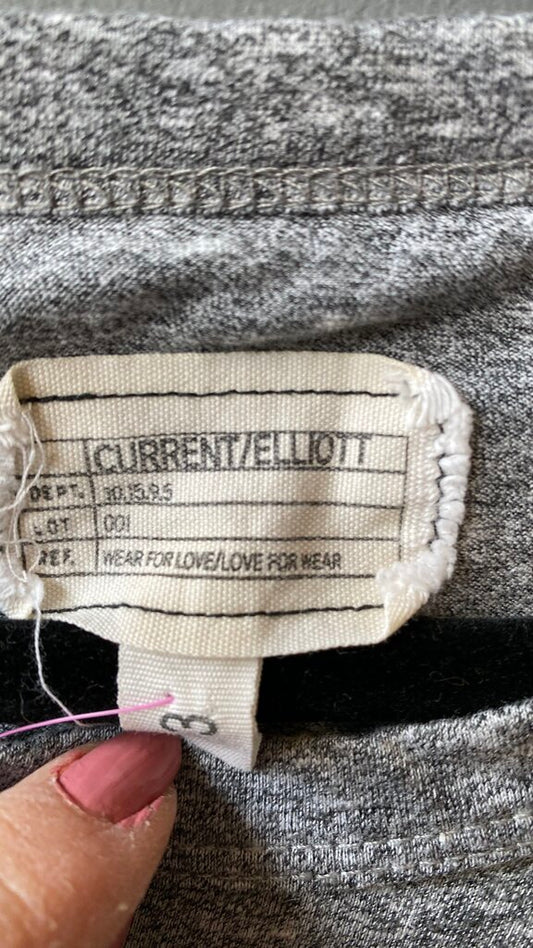 CURRENT/ELLIOTT
DEPT. 10.15.9.5
LOT 001
REF. WEAR FOR LOVE/LOVE FOR WEAR
3